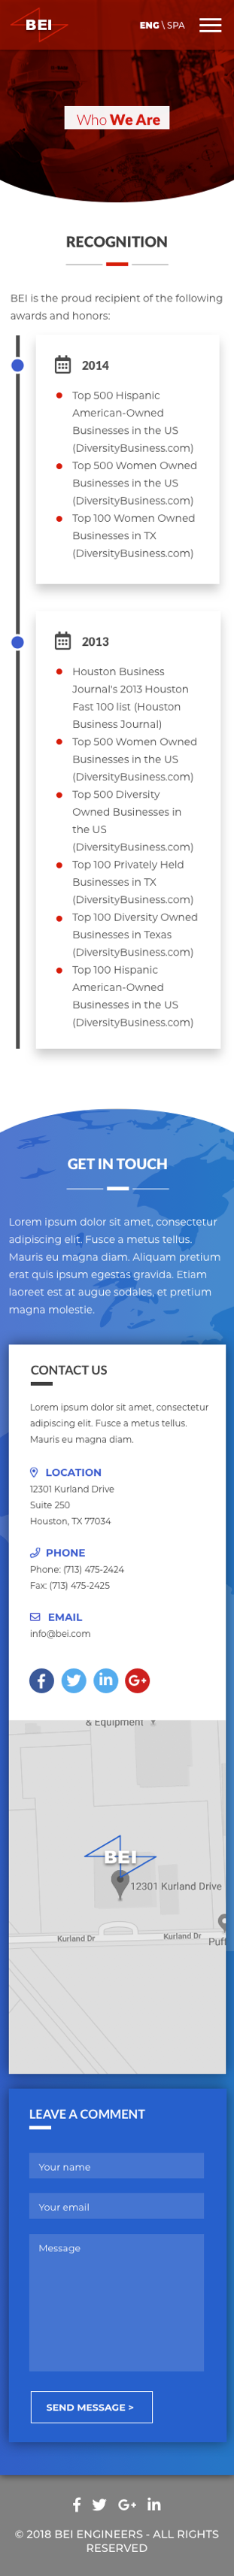 BEI
ENG \ SPA
Who We Are
RECOGNITION
BEI is the proud recipient of the following
awards and honors:
2014
Top 500 Hispanic
American-Owned
Businesses in the US
(DiversityBusiness.com)
Top 500 Women Owned
Businesses in the US
(DiversityBusiness.com)
Top 100 Women Owned
Businesses in TX
(DiversityBusiness.com)
2013
Houston Business
Journal's 2013 Houston
Fast 100 list (Houston
Business Journal)
Top 500 Women Owned
Businesses in the US
(DiversityBusiness.com)
Top 500 Diversity
Owned Businesses in
the US
(DiversityBusiness.com)
Top 100 Privately Held
Businesses in TX
(DiversityBusiness.com)
Top 100 Diversity Owned
Businesses in Texas
(DiversityBusiness.com)
Top 100 Hispanic
American-Owned
Businesses in the US
(DiversityBusiness.com)
GET IN TOUCH
Lorem ipsum dolor sit amet, consectetur
adipiscing elit. Fusce a metus tellus.
Mauris eu magna diam. Aliquam pretium
erat quis ipsum egestas gravida. Etiam
laoreet est at augue sodales, et pretium
magna molestie.
CONTACT US
Lorem ipsum dolor sit amet, consectetur
adipiscing elit. Fusce a metus tellus.
Mauris eu magna diam.
LOCATION
12301 Kurland Drive
Suite 250
Houston, TX 77034
PHONE
Phone: (713) 475-2424
Fax: (713) 475-2425
EMAIL
info@bei.com
& Equipment
BEI
12301 Kurland Drive
Kurland Dr
Kurland Dr
Puff
LEAVE A COMMENT
Your name
Your email
Message
SEND MESSAGE >
© 2018 BEI ENGINEERS - ALL RIGHTS
RESERVED